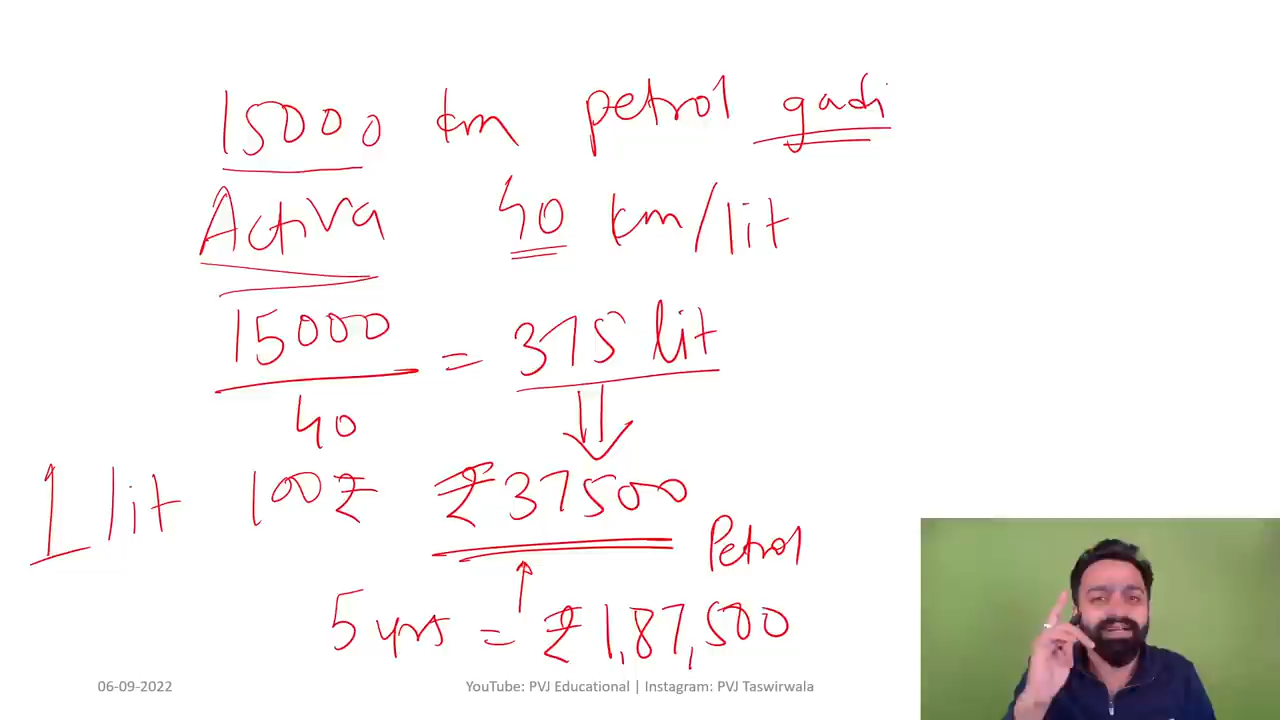 15000 km petrol gadi
Activa 40 km/lit
15000
40
= 375 lit
1 lit 100₹ ₹37500
Petrol
5 yrs = ₹1,87,500
06-09-2022
YouTube: PVJ Educational | Instagram: PVJ Taswirwala